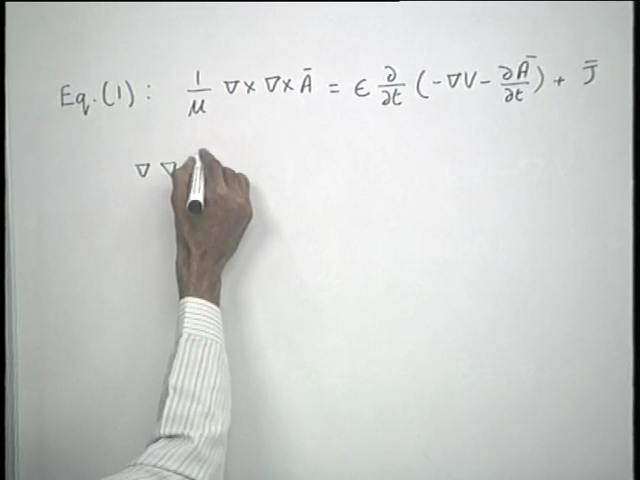 Eq.(1): 1/μ ∇×∇×Ā = ϵ ∂/∂t (-∇V - ∂Ā/∂t) + J̄
∇ ∇